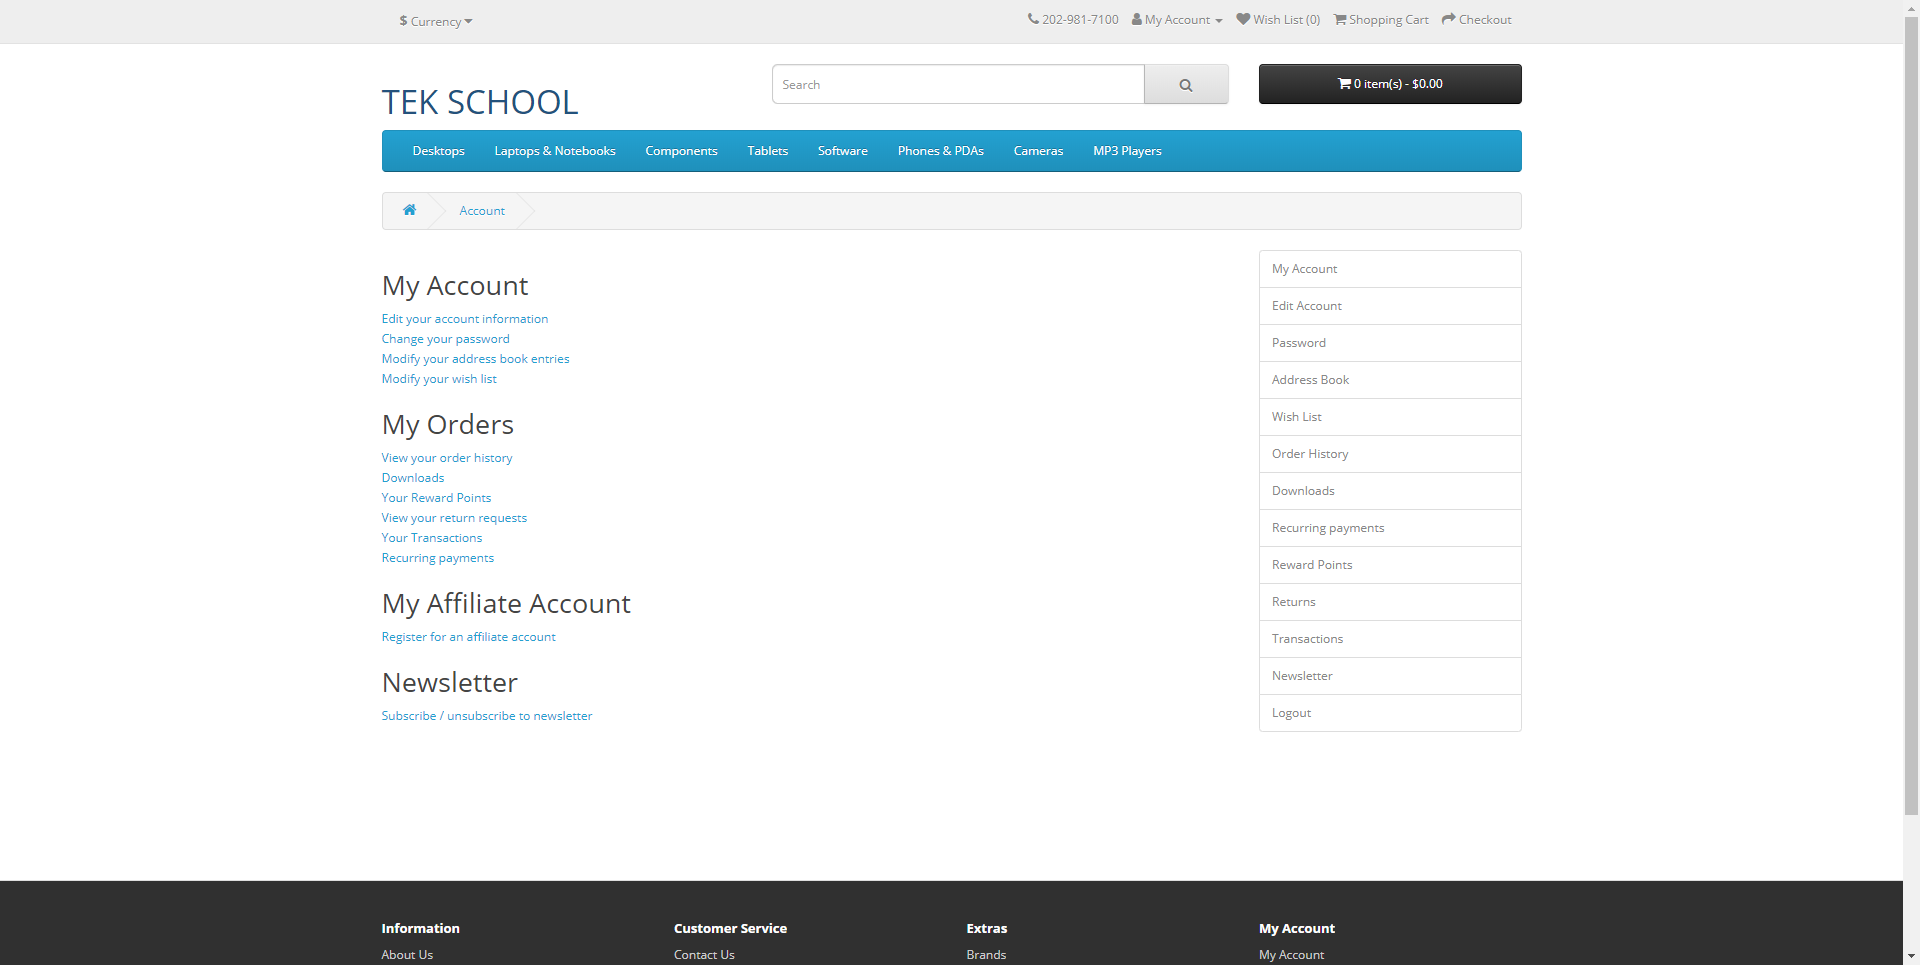 $ Currency
202-981-7100 My Account Wish List (0) Shopping Cart Checkout
TEK SCHOOL
Search
0 item(s) - $0.00
Desktops Laptops & Notebooks Components Tablets Software Phones & PDAs Cameras MP3 Players
Account
My Account
Edit your account information
Change your password
Modify your address book entries
Modify your wish list
My Orders
View your order history
Downloads
Your Reward Points
View your return requests
Your Transactions
Recurring payments
My Affiliate Account
Register for an affiliate account
Newsletter
Subscribe / unsubscribe to newsletter
My Account
Edit Account
Password
Address Book
Wish List
Order History
Downloads
Recurring payments
Reward Points
Returns
Transactions
Newsletter
Logout
Information Customer Service Extras My Account
About Us Contact Us Brands My Account